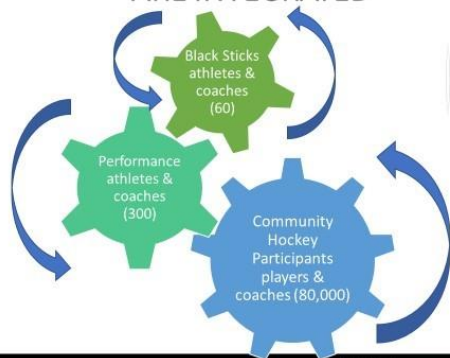 Black Sticks
athletes &
coaches
(60)
Performance
athletes &
coaches
(300)
Community
Hockey
Participants
players &
coaches (80,000)